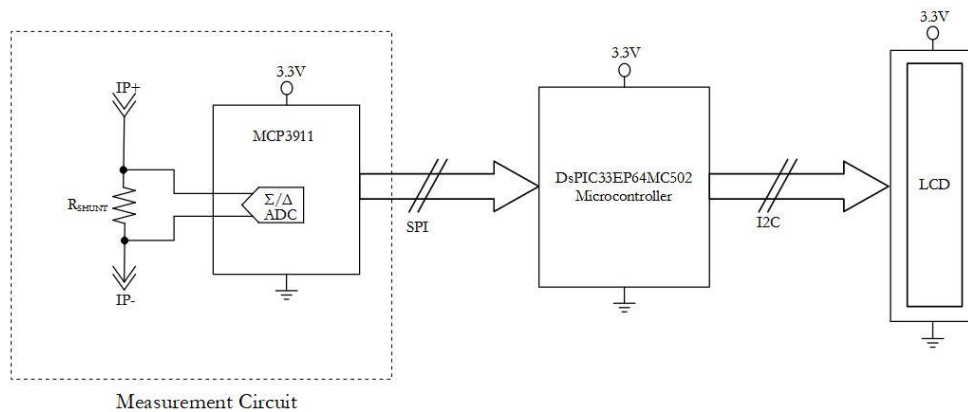 3.3V
IP+
3.3V
3.3V
MCP3911
DsPIC33EP64MC502
Microcontroller
LCD
RSHUNT
Σ/Δ
ADC
SPI
I2C
IP-
Measurement Circuit